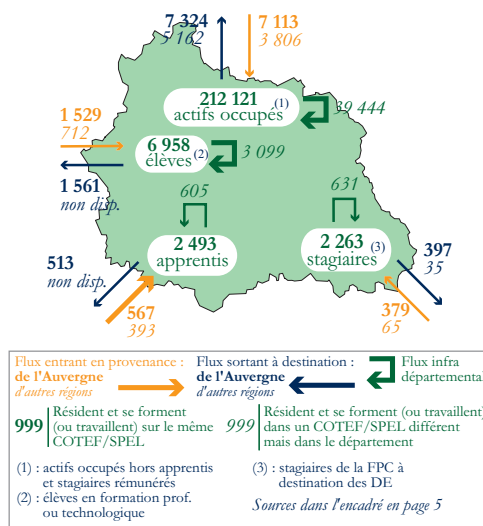 7 324
5 162
7 113
3 806
212 121 (1)
actifs occupés
39 444
1 529
712
6 958
élèves (2)
3 099
1 561
non disp.
605
631
2 493
apprentis
2 263
stagiaires (3)
513
non disp.
397
35
567
393
379
65
Flux entrant en provenance :
de l'Auvergne
d'autres régions
Flux sortant à destination :
de l'Auvergne
d'autres régions
Flux infra
départemental
999 Résident et se forment
(ou travaillent) sur le même
COTEF/SPEL
999 Résident et se forment (ou travaillent)
dans un COTEF/SPEL différent
mais dans le département
(1) : actifs occupés hors apprentis
et stagiaires rémunérés
(2) : élèves en formation prof.
ou technologique
(3) : stagiaires de la FPC à
destination des DE
Sources dans l'encadré en page 5